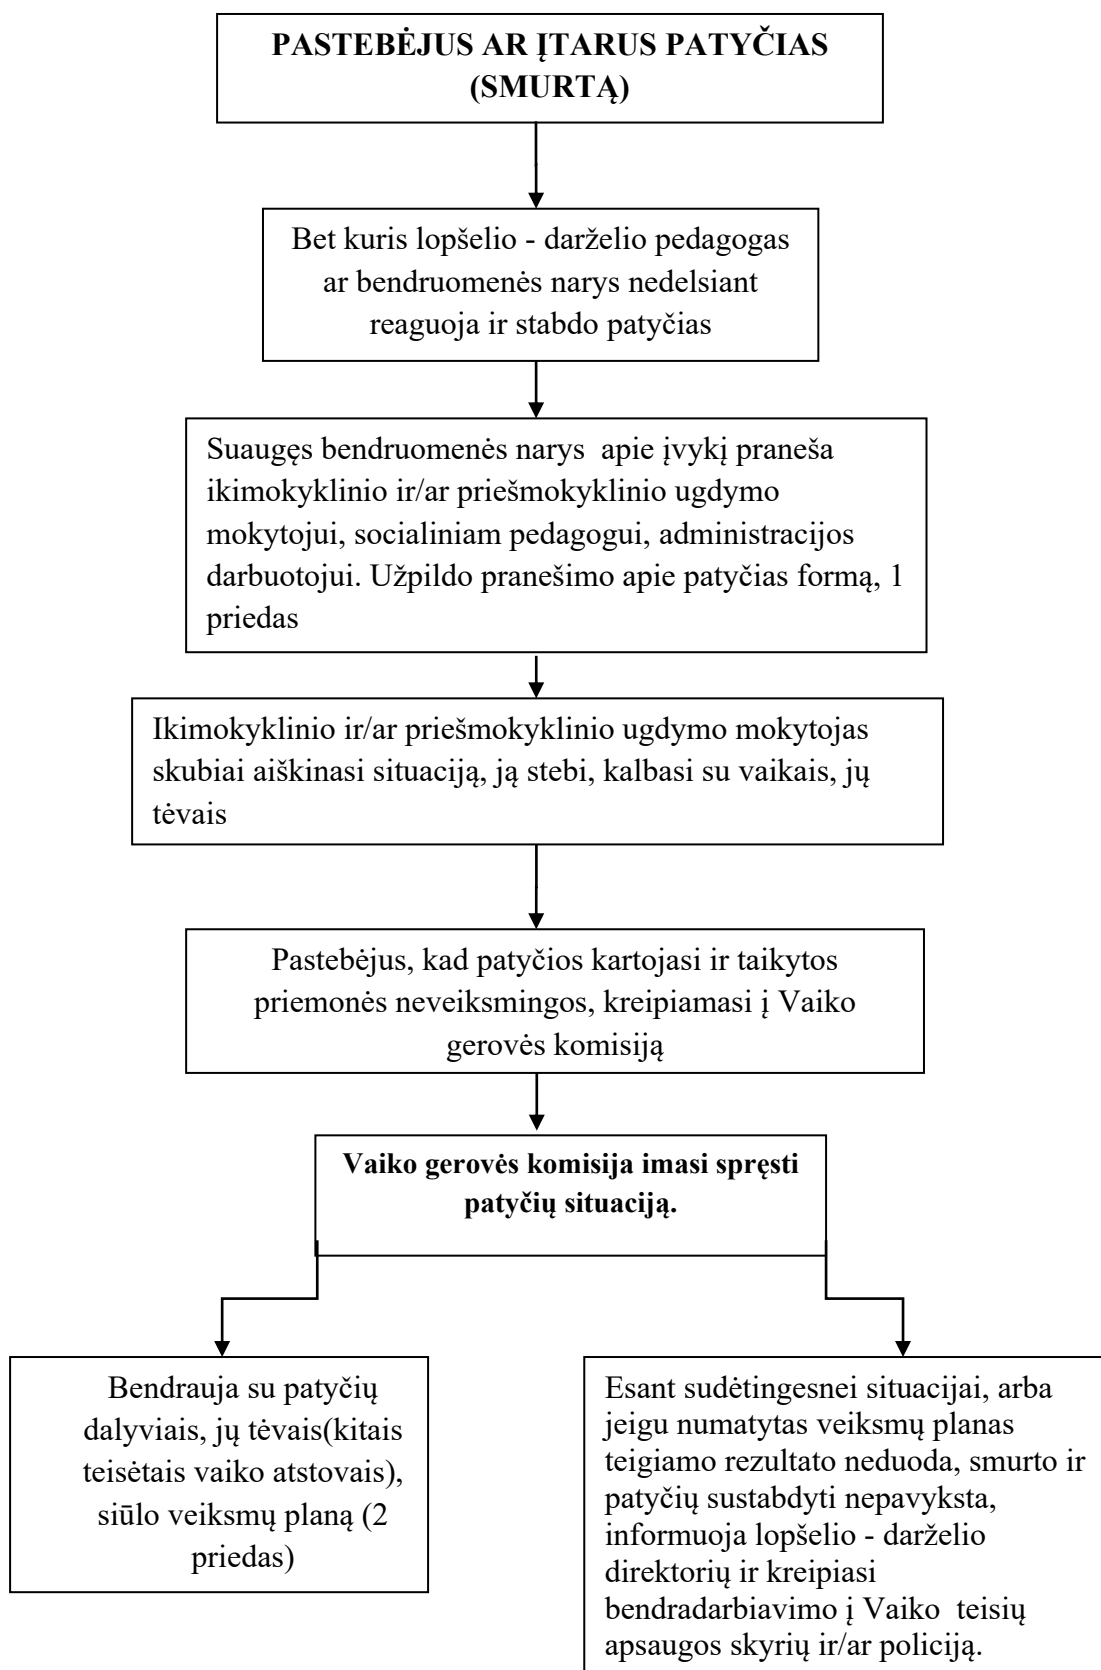 PASTEBĖJUS AR ĮTARUS PATYČIAS
(SMURTĄ)
Bet kuris lopšelio - darželio pedagogas
ar bendruomenės narys nedelsiant
reaguoja ir stabdo patyčias
Suaugęs bendruomenės narys  apie įvykį praneša
ikimokyklinio ir/ar priešmokyklinio ugdymo
mokytojui, socialiniam pedagogui, administracijos
darbuotojui. Užpildo pranešimo apie patyčias formą, 1
priedas
Ikimokyklinio ir/ar priešmokyklinio ugdymo mokytojas
skubiai aiškinasi situaciją, ją stebi, kalbasi su vaikais, jų
tėvais
Pastebėjus, kad patyčios kartojasi ir taikytos
priemonės neveiksmingos, kreipiamasi į Vaiko
gerovės komisiją
Vaiko gerovės komisija imasi spręsti
patyčių situaciją.
Bendrauja su patyčių
dalyviais, jų tėvais(kitais
teisėtais vaiko atstovais),
siūlo veiksmų planą (2
priedas)
Esant sudėtingesnei situacijai, arba
jeigu numatytas veiksmų planas
teigiamo rezultato neduoda, smurto ir
patyčių sustabdyti nepavyksta,
informuoja lopšelio - darželio
direktorių ir kreipiasi
bendradarbiavimo į Vaiko  teisių
apsaugos skyrių ir/ar policiją.